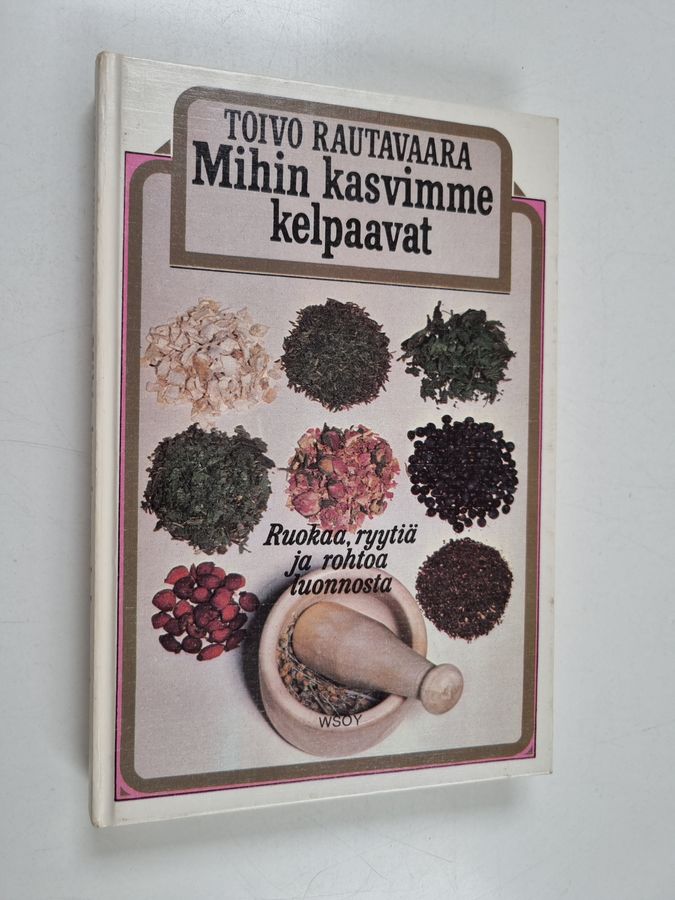 TOIVO RAUTAVAARA
Mihin kasvimme
kelpaavat
Ruokaa, ryytiä
ja rohtoa
luonnosta
WSOY